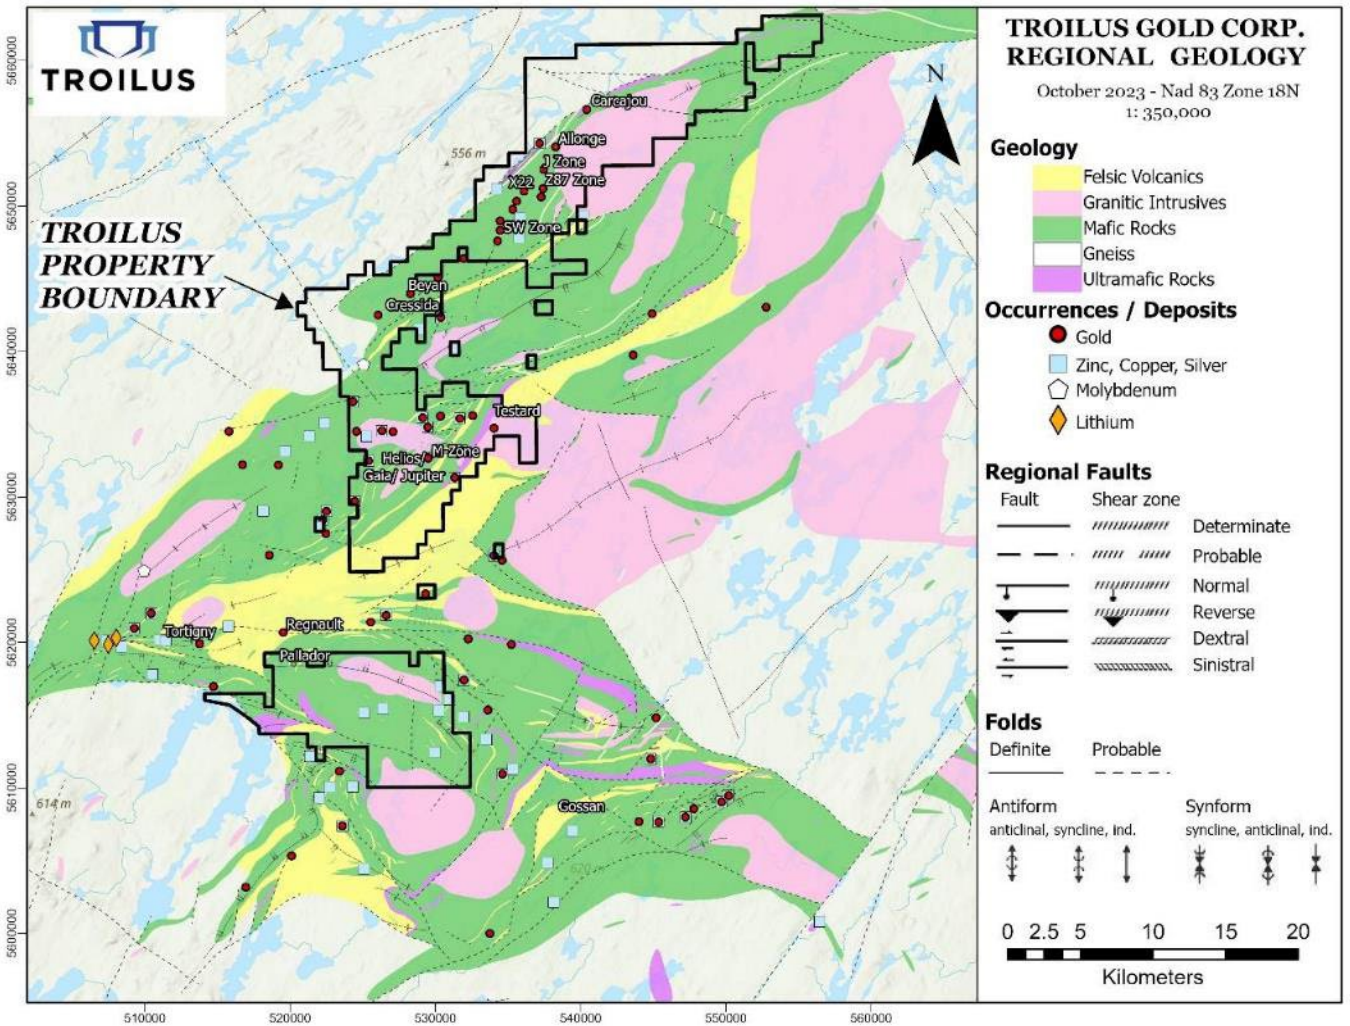 TROILUS
TROILUS GOLD CORP.
REGIONAL GEOLOGY
October 2023 - Nad 83 Zone 18N
1: 350,000
N
Geology
Felsic Volcanics
Granitic Intrusives
Mafic Rocks
Gneiss
Ultramafic Rocks
Occurrences / Deposits
Gold
Zinc, Copper, Silver
Molybdenum
Lithium
Regional Faults
Fault Shear zone
Determinate
Probable
Normal
Reverse
Dextral
Sinistral
Folds
Definite Probable
Antiform Synform
anticlinal, syncline, ind. syncline, anticlinal, ind.
0 2.5 5 10 15 20
Kilometers
TROILUS
PROPERTY
BOUNDARY
Carcajou
Allonge
556 m
J Zone
X22 Z87 Zone
SW Zone
Beyan
Cressida
Testard
Helios/ M-Zone
Gaia/ Jupiter
Tortigny
Regnault
Pallador
614 m
Gossan
620
5660000
5650000
5640000
5630000
5620000
5610000
5600000
510000 520000 530000 540000 550000 560000